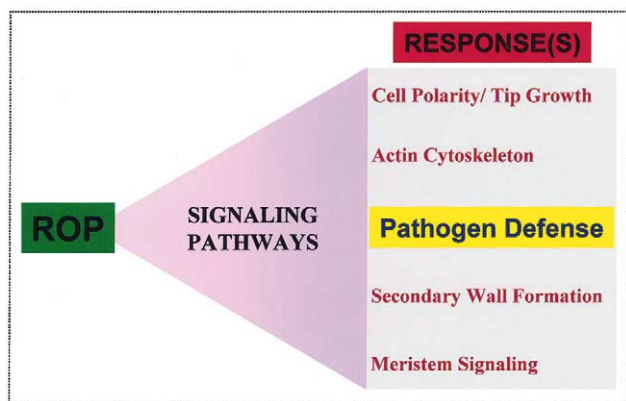 RESPONSE(S)
Cell Polarity/ Tip Growth
Actin Cytoskeleton
ROP
SIGNALING
PATHWAYS
Pathogen Defense
Secondary Wall Formation
Meristem Signaling